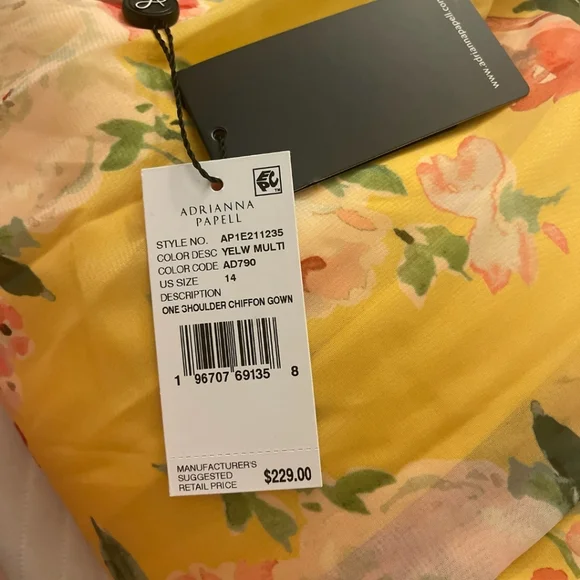 www.adriannapapell.com
EPC™
ADRIANNA
PAPELL
STYLE NO. AP1E211235
COLOR DESC YELW MULTI
COLOR CODE AD790
US SIZE 14
DESCRIPTION
ONE SHOULDER CHIFFON GOWN
1 96707 69135 8
MANUFACTURER'S
SUGGESTED
RETAIL PRICE $229.00